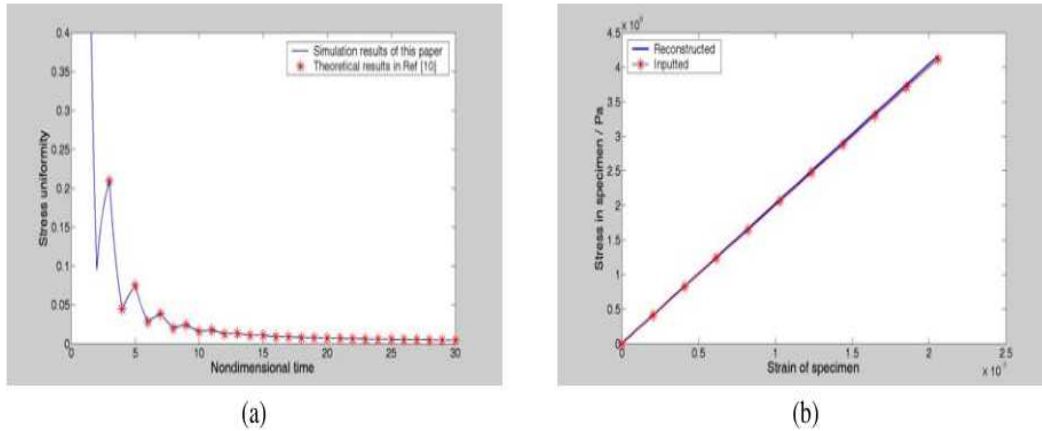 0.4
0.35
0.3
0.25
0.2
0.15
0.1
0.05
0
Stress uniformity
Simulation results of this paper
Theoretical results in Ref [10]
0 5 10 15 20 25 30
Nondimensional time
(a)
4.5
4
3.5
3
2.5
2
1.5
1
0.5
0
Stress in specimen / Pa
Reconstructed
Inputted
0 0.5 1 1.5 2 2.5
Strain of specimen
(b)